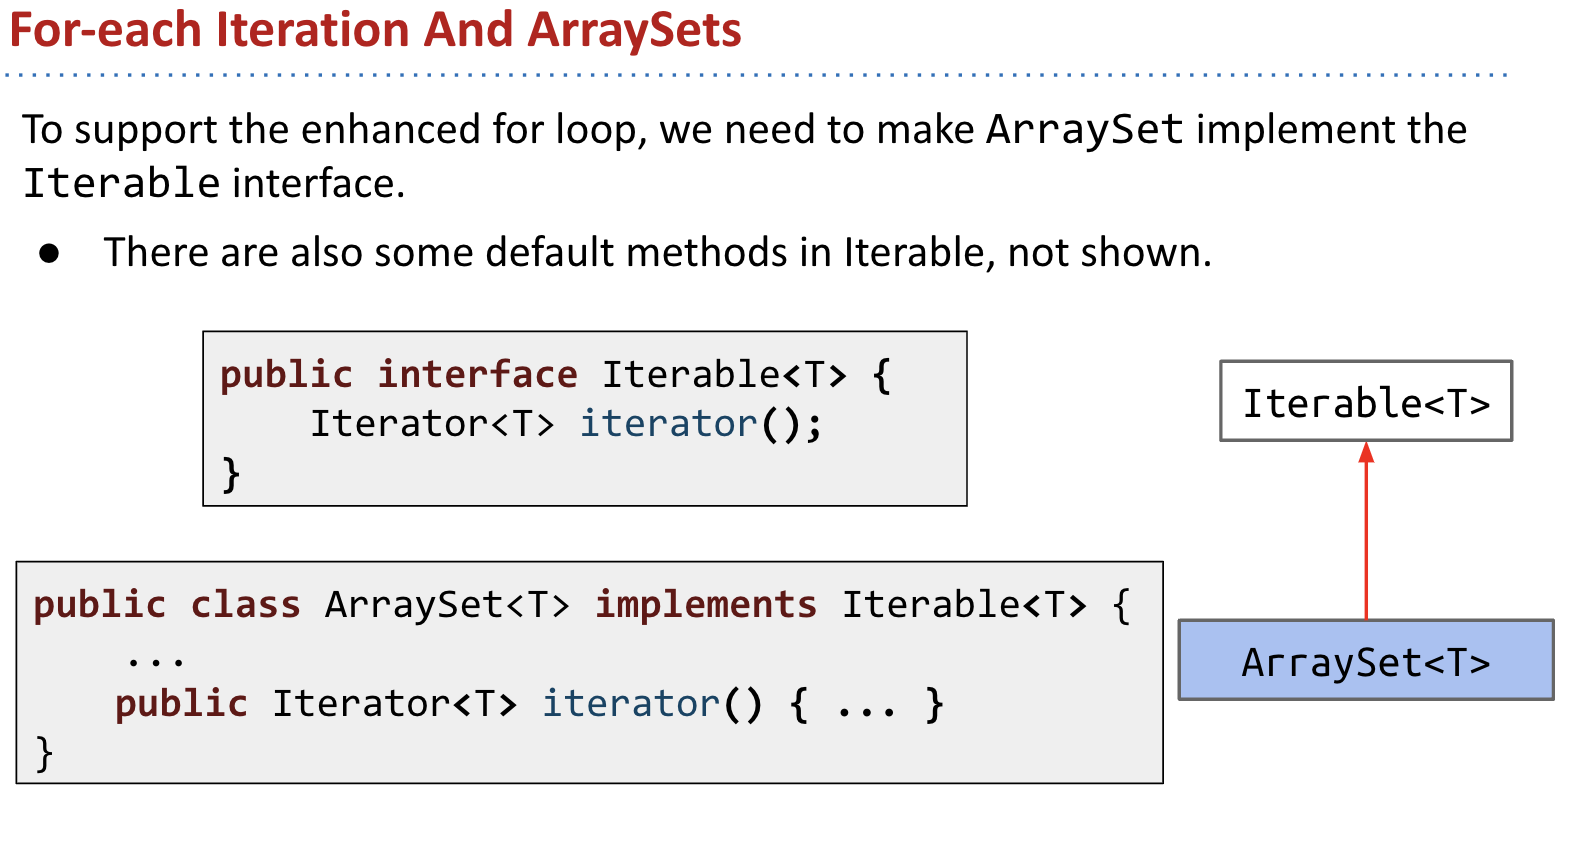 For-each Iteration And ArraySets
To support the enhanced for loop, we need to make ArraySet implement the
Iterable interface.
● There are also some default methods in Iterable, not shown.
public interface Iterable<T> {
    Iterator<T> iterator();
}
Iterable<T>
public class ArraySet<T> implements Iterable<T> {
    ...
    public Iterator<T> iterator() { ... }
}
ArraySet<T>